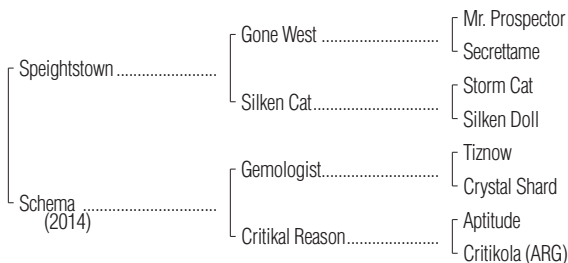 Mr. Prospector
Gone West ..............................
Secrettame
Speightstown .........................
Storm Cat
Silken Cat...............................
Silken Doll
Tiznow
Gemologist..............................
Crystal Shard
Schema .................................
(2014)
Aptitude
Critikal Reason.......................
Critikola (ARG)